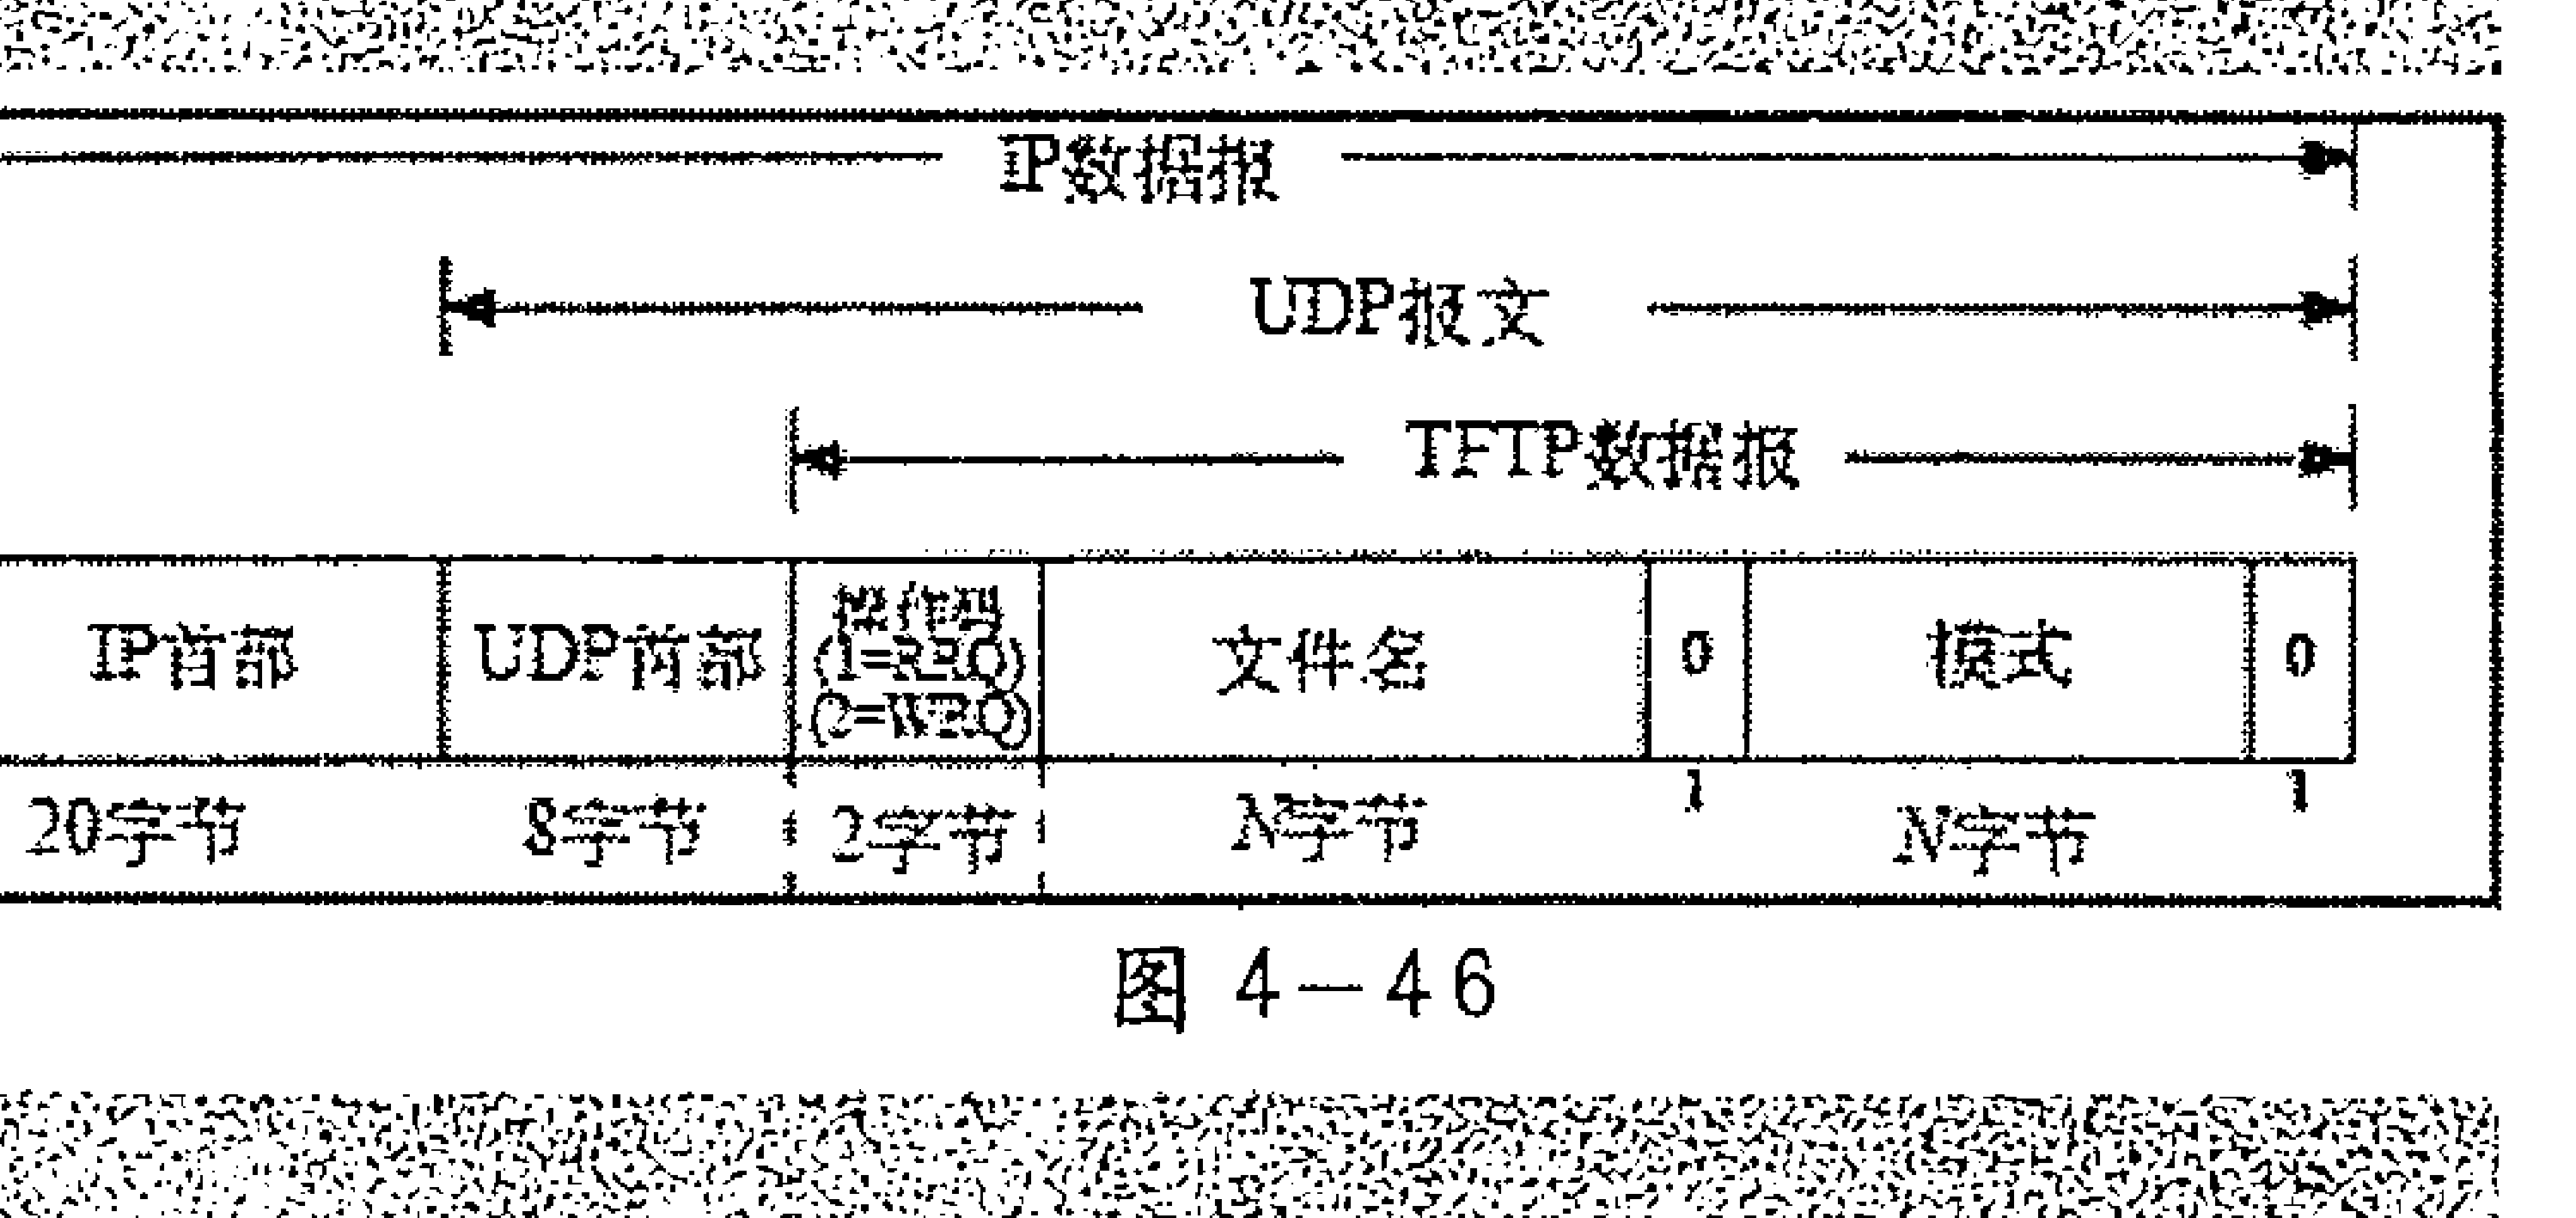 IP数据报
UDP报文
TFTP数据报
IP首部
UDP首部
操作码
(1=RRQ)
(2=WRQ)
文件名
0
模式
0
20字节
8字节
2字节
N字节
1
N字节
1
图 4－46